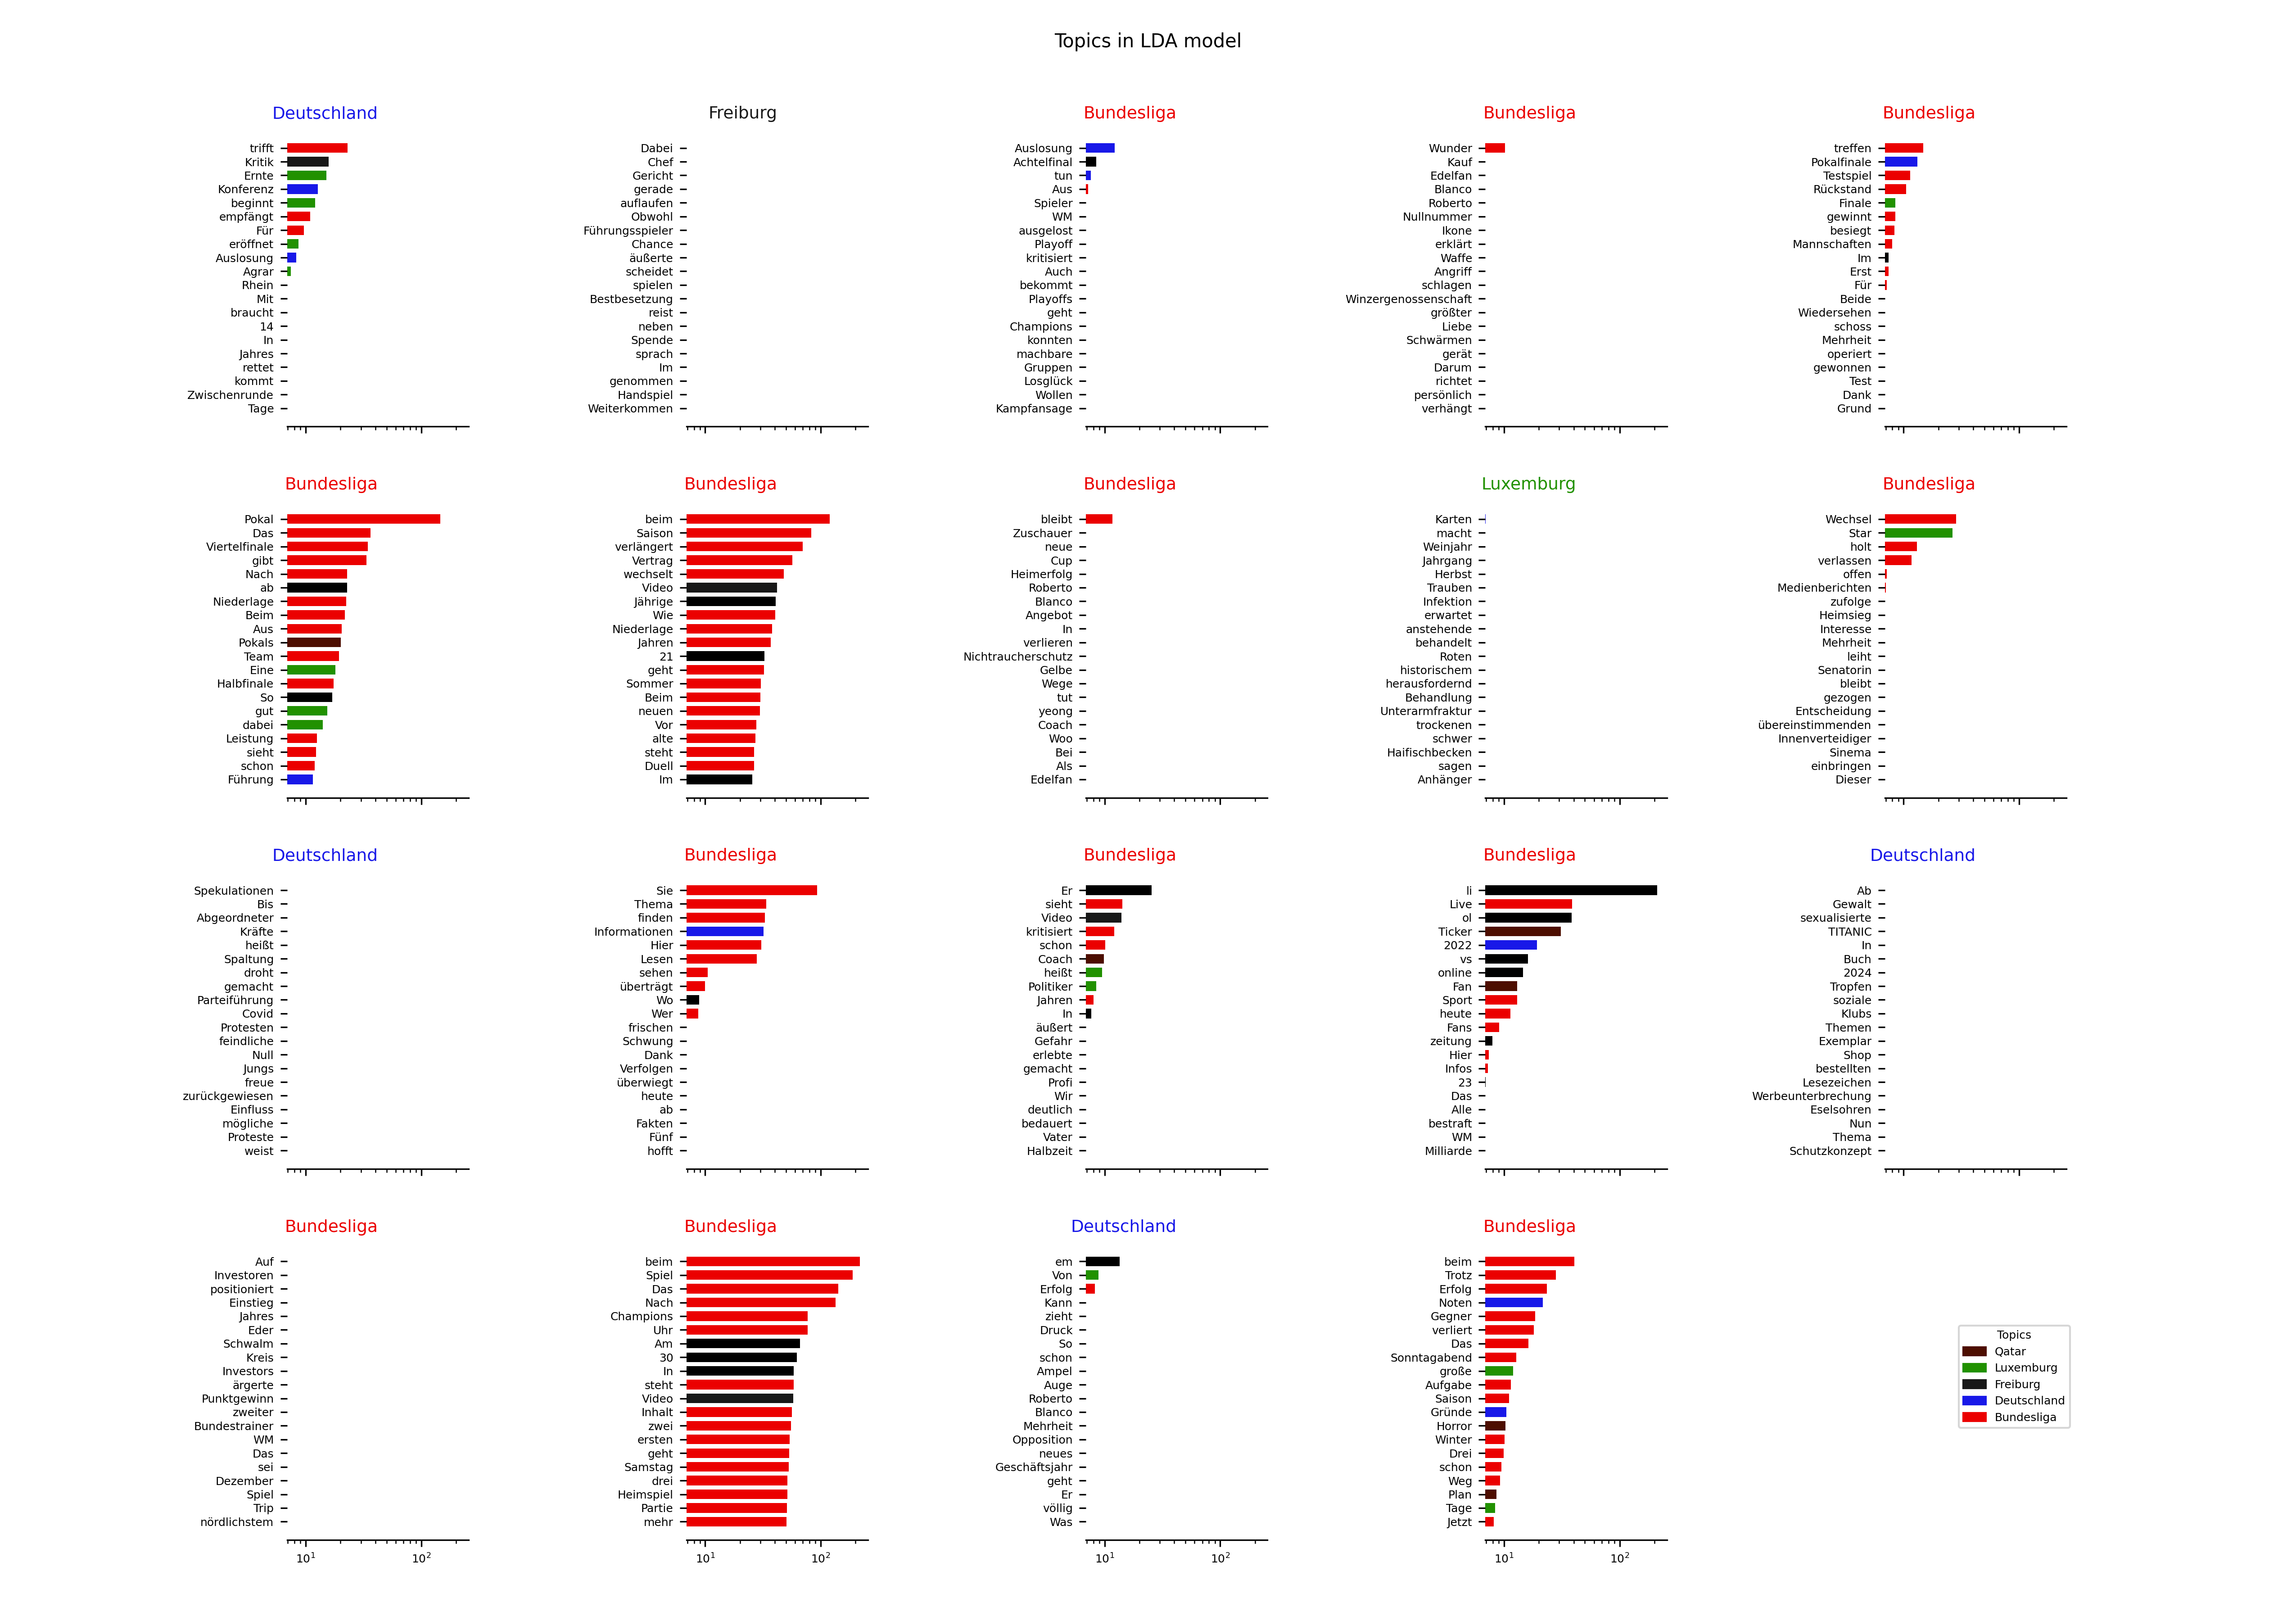 Topics in LDA model
Deutschland
trifft
Kritik
Ernte
Konferenz
beginnt
empfängt
Für
eröffnet
Auslosung
Agrar
Rhein
Mit
braucht
14
In
Jahres
rettet
kommt
Zwischenrunde
Tage
Freiburg
Dabei
Chef
Gericht
gerade
auflaufen
Obwohl
Führungsspieler
Chance
äußerte
scheidet
spielen
Bestbesetzung
reist
neben
Spende
sprach
Im
genommen
Handspiel
Weiterkommen
Bundesliga
Auslosung
Achtelfinal
tun
Aus
Spieler
WM
ausgelost
Playoff
kritisiert
Auch
bekommt
Playoffs
geht
Champions
konnten
machbare
Gruppen
Losglück
Wollen
Kampfansage
Bundesliga
Wunder
Kauf
Edelfan
Blanco
Roberto
Nullnummer
Ikone
erklärt
Waffe
Angriff
schlagen
Winzergenossenschaft
größter
Liebe
Schwärmen
gerät
Darum
richtet
persönlich
verhängt
Bundesliga
treffen
Pokalfinale
Testspiel
Rückstand
Finale
gewinnt
besiegt
Mannschaften
Im
Erst
Für
Beide
Wiedersehen
schoss
Mehrheit
operiert
gewonnen
Test
Dank
Grund
Bundesliga
Pokal
Das
Viertelfinale
gibt
Nach
ab
Niederlage
Beim
Aus
Pokals
Team
Eine
Halbfinale
So
gut
dabei
Leistung
sieht
schon
Führung
Bundesliga
beim
Saison
verlängert
Vertrag
wechselt
Video
Jährige
Wie
Niederlage
Jahren
21
geht
Sommer
Beim
neuen
Vor
alte
steht
Duell
Im
Bundesliga
bleibt
Zuschauer
neue
Cup
Heimerfolg
Roberto
Blanco
Angebot
In
verlieren
Nichtraucherschutz
Gelbe
Wege
tut
yeong
Coach
Woo
Bei
Als
Edelfan
Luxemburg
Karten
macht
Weinjahr
Jahrgang
Herbst
Trauben
Infektion
erwartet
anstehende
behandelt
Roten
historischem
herausfordernd
Behandlung
Unterarmfraktur
trockenen
schwer
Haifischbecken
sagen
Anhänger
Bundesliga
Wechsel
Star
holt
verlassen
offen
Medienberichten
zufolge
Heimsieg
Interesse
Mehrheit
leiht
Senatorin
bleibt
gezogen
Entscheidung
übereinstimmenden
Innenverteidiger
Sinema
einbringen
Dieser
Deutschland
Spekulationen
Bis
Abgeordneter
Kräfte
heißt
Spaltung
droht
gemacht
Parteiführung
Covid
Protesten
feindliche
Null
Jungs
freue
zurückgewiesen
Einfluss
mögliche
Proteste
weist
Bundesliga
Sie
Thema
finden
Informationen
Hier
Lesen
sehen
überträgt
Wo
Wer
frischen
Schwung
Dank
Verfolgen
überwiegt
heute
ab
Fakten
Fünf
hofft
Bundesliga
Er
sieht
Video
kritisiert
schon
Coach
heißt
Politiker
Jahren
In
äußert
Gefahr
erlebte
gemacht
Profi
Wir
deutlich
bedauert
Vater
Halbzeit
Bundesliga
li
Live
ol
Ticker
2022
vs
online
Fan
Sport
heute
Fans
zeitung
Hier
Infos
23
Das
Alle
bestraft
WM
Milliarde
Deutschland
Ab
Gewalt
sexualisierte
TITANIC
In
Buch
2024
Tropfen
soziale
Klubs
Themen
Exemplar
Shop
bestellten
Lesezeichen
Werbeunterbrechung
Eselsohren
Nun
Thema
Schutzkonzept
Bundesliga
Auf
Investoren
positioniert
Einstieg
Jahres
Eder
Schwalm
Kreis
Investors
ärgerte
Punktgewinn
zweiter
Bundestrainer
WM
Das
sei
Dezember
Spiel
Trip
nördlichstem
10¹ 10²
Bundesliga
beim
Spiel
Das
Nach
Champions
Uhr
Am
30
In
steht
Video
Inhalt
zwei
ersten
geht
Samstag
drei
Heimspiel
Partie
mehr
10¹ 10²
Deutschland
em
Von
Erfolg
Kann
zieht
Druck
So
schon
Ampel
Auge
Roberto
Blanco
Mehrheit
Opposition
neues
Geschäftsjahr
geht
Er
völlig
Was
10¹ 10²
Bundesliga
beim
Trotz
Erfolg
Noten
Gegner
verliert
Das
Sonntagabend
große
Aufgabe
Saison
Gründe
Horror
Winter
Drei
schon
Weg
Plan
Tage
Jetzt
10¹ 10²
Topics
Qatar
Luxemburg
Freiburg
Deutschland
Bundesliga